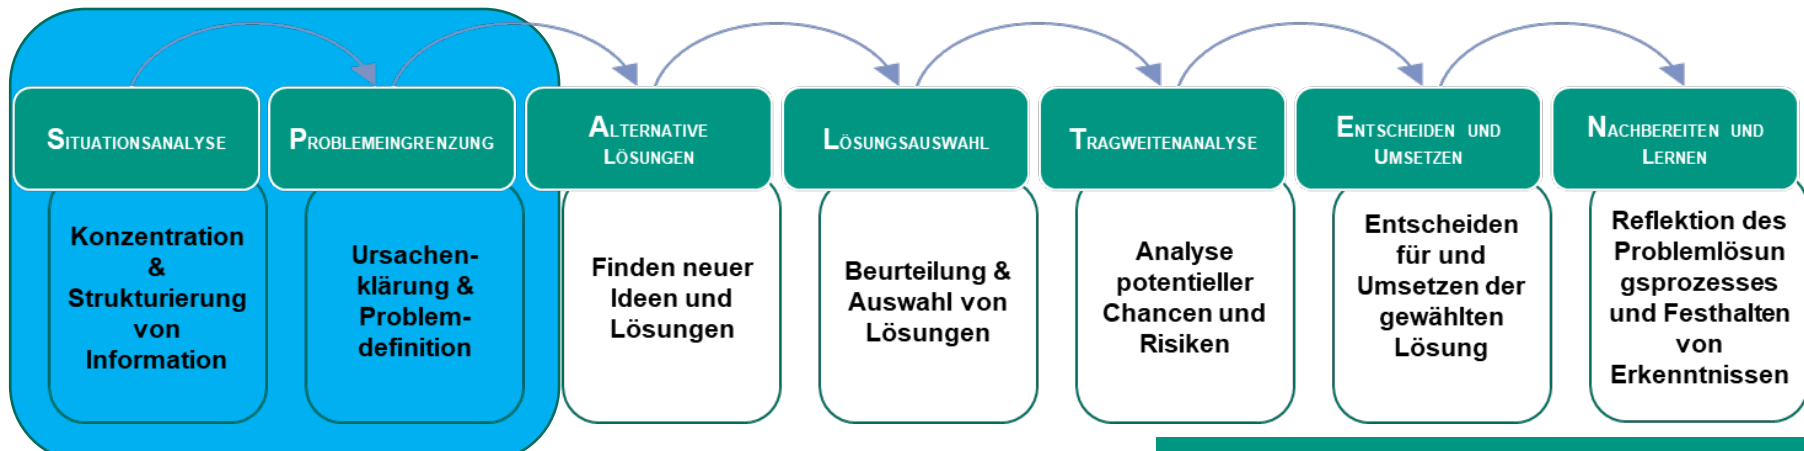 SITUATIONSANALYSE
Konzentration
&
Strukturierung
von
Information
PROBLEMEINGRENZUNG
Ursachen-
klärung &
Problem-
definition
ALTERNATIVE
LÖSUNGEN
Finden neuer
Ideen und
Lösungen
LÖSUNGSAUSWAHL
Beurteilung &
Auswahl von
Lösungen
TRAGWEITENANALYSE
Analyse
potentieller
Chancen und
Risiken
ENTSCHEIDEN UND
UMSETZEN
Entscheiden
für und
Umsetzen der
gewählten
Lösung
NACHBEREITEN UND
LERNEN
Reflektion des
Problemlösun
gsprozesses
und Festhalten
von
Erkenntnissen